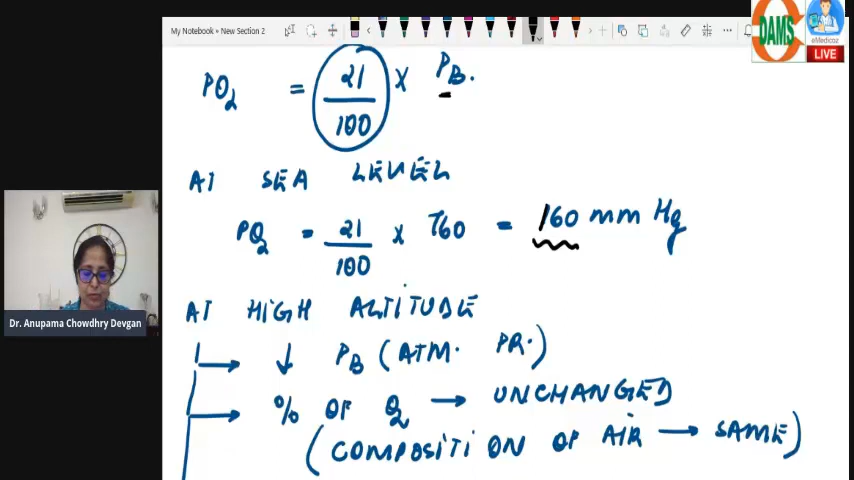 My Notebook » New Section 2
DAMS
eMedicoz
LIVE
PO2 = 21/100 × PB.
AT SEA LEVEL
PO2 = 21/100 × 760 = 160 mm Hg
AT HIGH ALTITUDE
→ ↓ PB (ATM. PR.)
→ % OF O2 → UNCHANGED
(COMPOSITION OF AIR → SAME)
Dr. Anupama Chowdhry Devgan